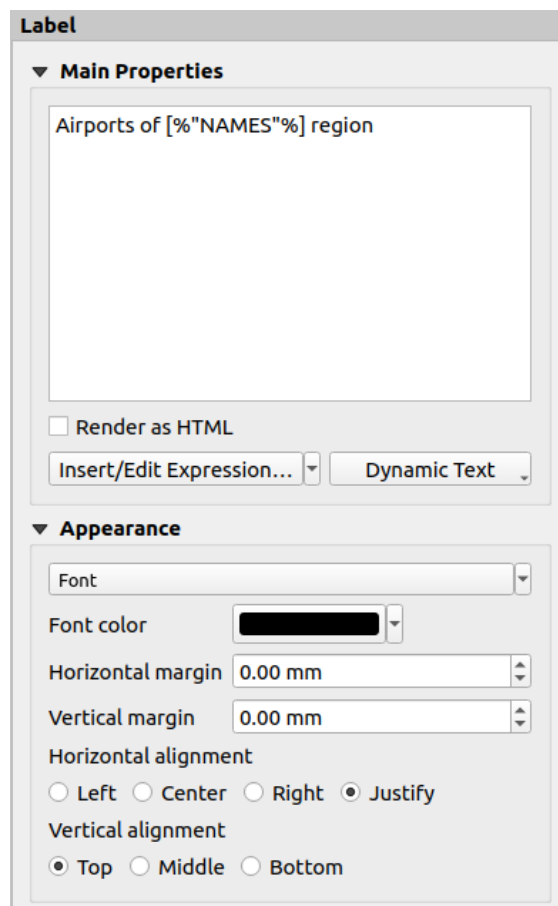 Label
Main Properties
Airports of [%"NAMES"%] region
Render as HTML
Insert/Edit Expression... Dynamic Text
Appearance
Font
Font color
Horizontal margin 0.00 mm
Vertical margin 0.00 mm
Horizontal alignment
Left Center Right Justify
Vertical alignment
Top Middle Bottom